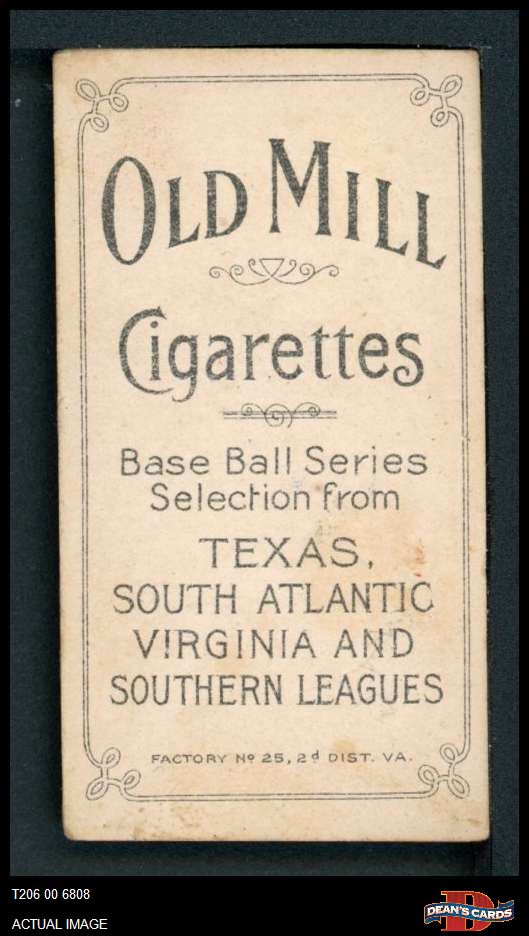 OLD MILL
Cigarettes
Base Ball Series
Selection from
TEXAS,
SOUTH ATLANTIC
VIRGINIA AND
SOUTHERN LEAGUES
FACTORY No 25, 2d DIST. VA.
T206 00 6808
ACTUAL IMAGE
D
DEAN'S CARDS